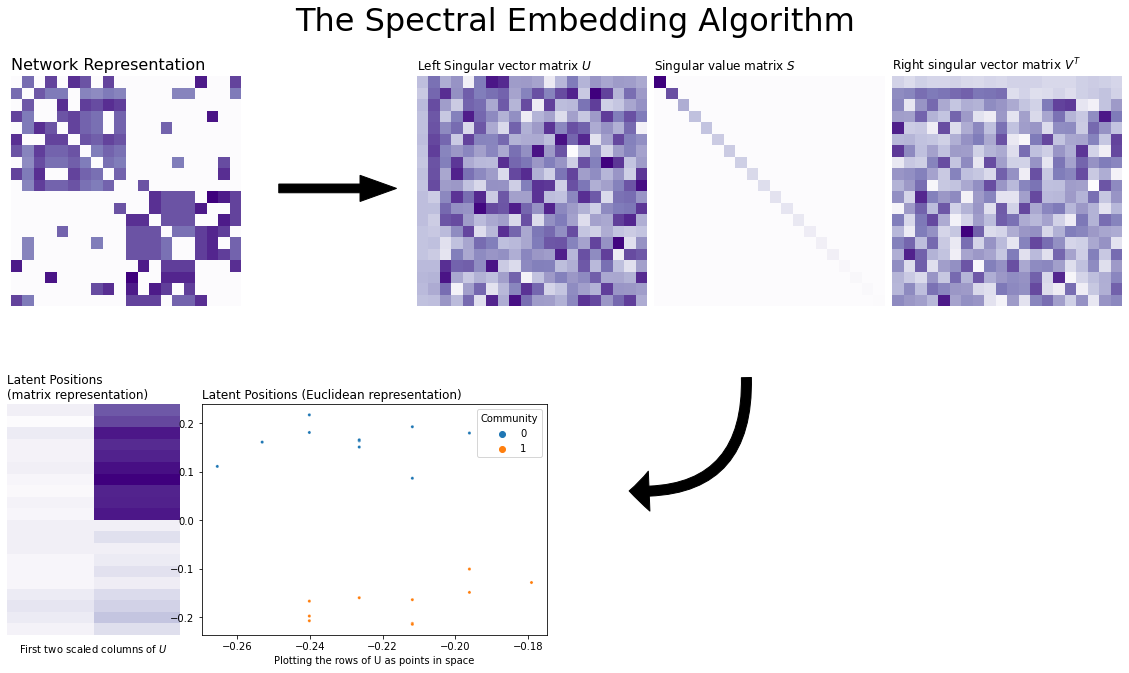 The Spectral Embedding Algorithm
Network Representation
Left Singular vector matrix U
Singular value matrix S
Right singular vector matrix V^T
Latent Positions
(matrix representation)
First two scaled columns of U
Latent Positions (Euclidean representation)
Community
0
1
0.2
0.1
0.0
−0.1
−0.2
−0.26
−0.24
−0.22
−0.20
−0.18
Plotting the rows of U as points in space